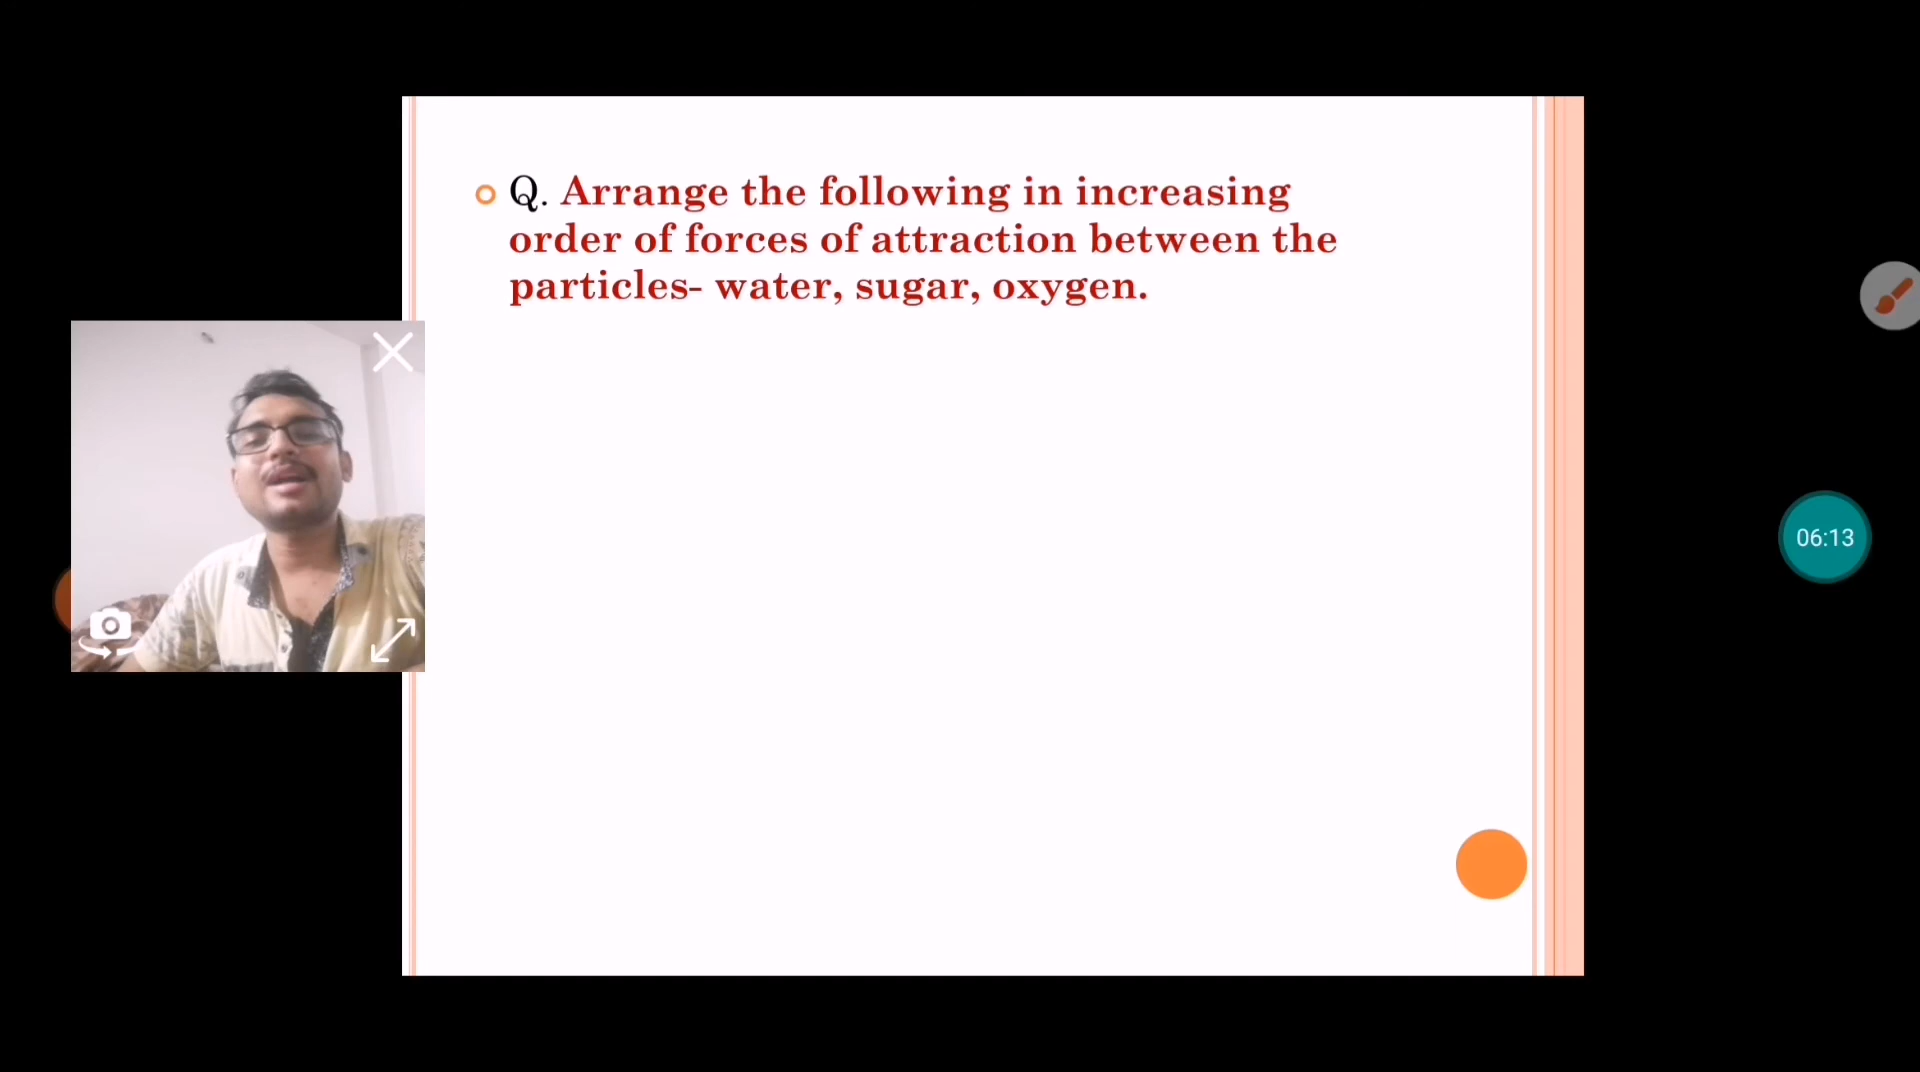 Q. Arrange the following in increasing
order of forces of attraction between the
particles- water, sugar, oxygen.
06:13